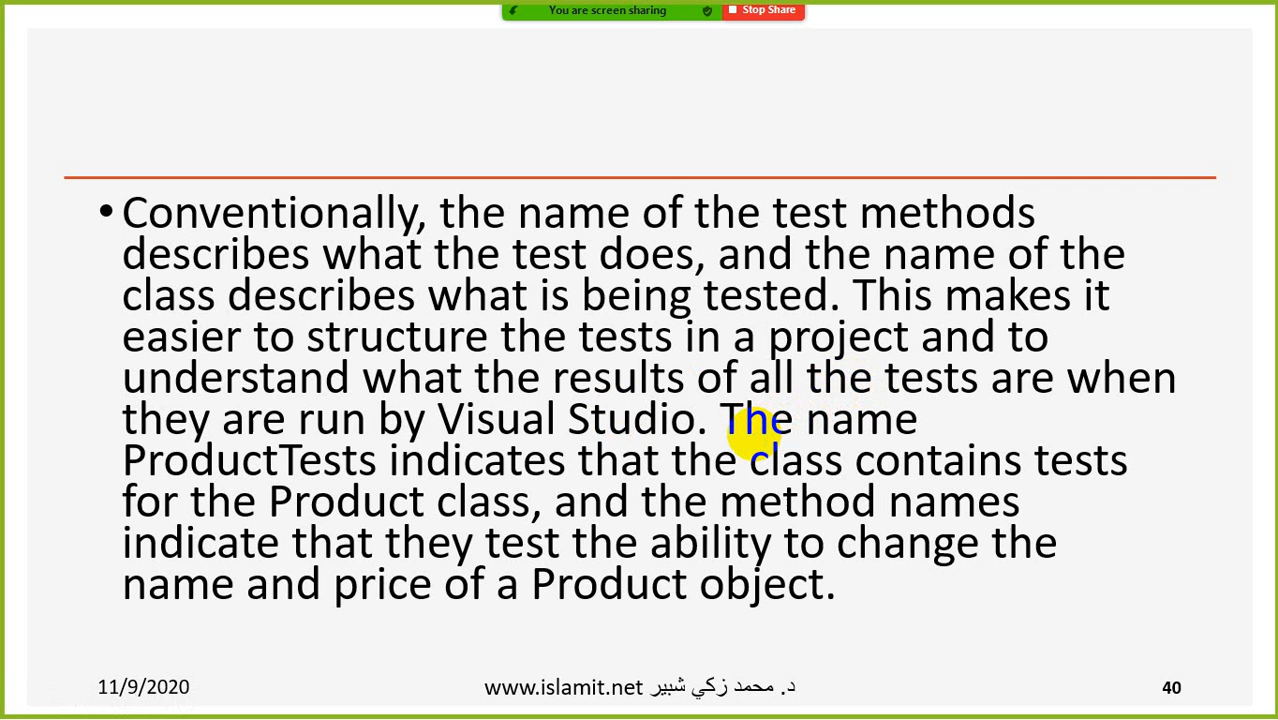 You are screen sharing Stop Share
• Conventionally, the name of the test methods
describes what the test does, and the name of the
class describes what is being tested. This makes it
easier to structure the tests in a project and to
understand what the results of all the tests are when
they are run by Visual Studio. The name
ProductTests indicates that the class contains tests
for the Product class, and the method names
indicate that they test the ability to change the
name and price of a Product object.
11/9/2020 www.islamit.net د. محمد زكي شبير 40